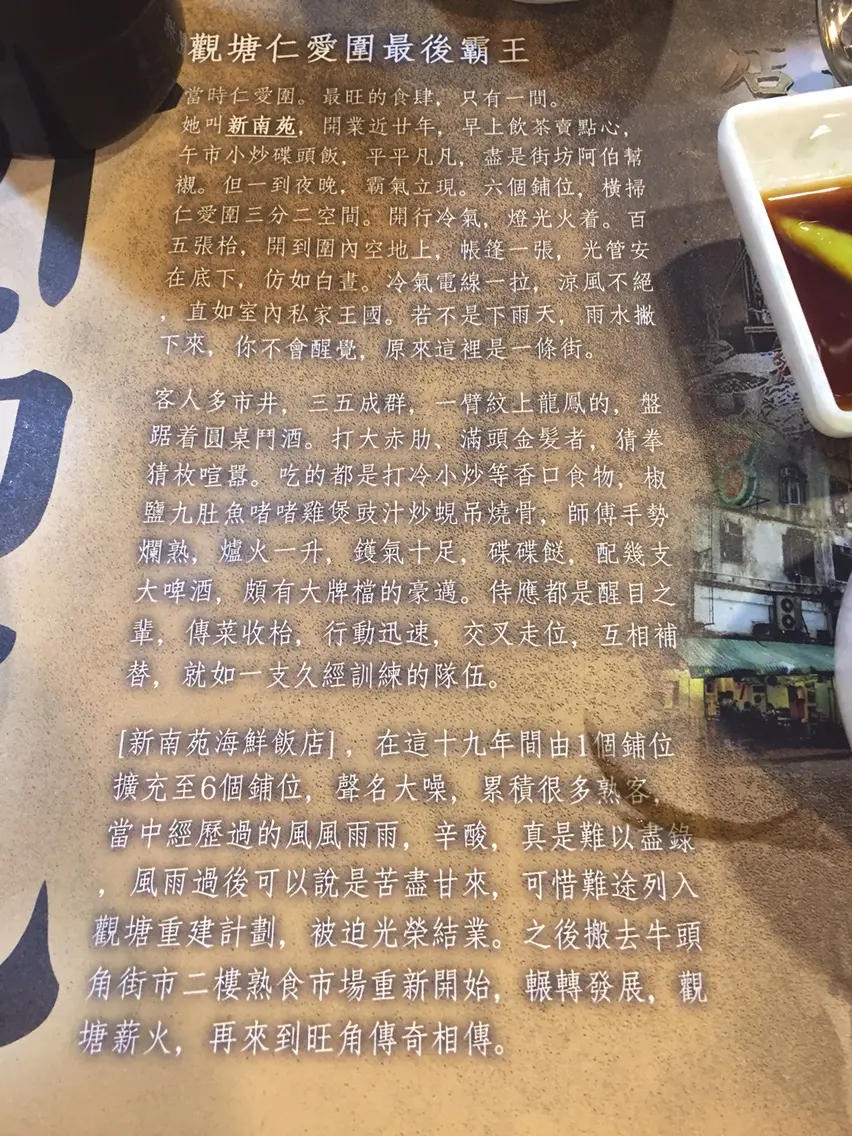 觀塘仁愛圍最後霸王
當時仁愛圍。最旺的食肆，只有一間。
她叫新南苑，開業近廿年，早上飲茶賣點心，
午市小炒碟頭飯，平平凡凡，盡是街坊阿伯幫
襯。但一到夜晚，霸氣立現。六個鋪位，橫掃
仁愛圍三分二空間。開行冷氣，燈光火着。百
五張枱，開到圍內空地上，帳篷一張，光管安
在底下，仿如白晝。冷氣電線一拉，涼風不絕
，直如室內私家王國。若不是下雨天，雨水撇
下來，你不會醒覺，原來這裡是一條街。
客人多市井，三五成群，一臂紋上龍鳳的，盤
踞着圓桌鬥酒。打大赤肋、滿頭金髮者，猜拳
猜枚喧囂。吃的都是打冷小炒等香口食物，椒
鹽九肚魚啫啫雞煲豉汁炒蜆吊燒骨，師傅手勢
爛熟，爐火一升，鑊氣十足，碟碟餸，配幾支
大啤酒，頗有大牌檔的豪邁。侍應都是醒目之
輩，傳菜收枱，行動迅速，交叉走位，互相補
替，就如一支久經訓練的隊伍。
[新南苑海鮮飯店]，在這十九年間由1個鋪位
擴充至6個鋪位，聲名大噪，累積很多熟客，
當中經歷過的風風雨雨，辛酸，真是難以盡錄
，風雨過後可以說是苦盡甘來，可惜難途列入
觀塘重建計劃，被迫光榮結業。之後搬去牛頭
角街市二樓熟食市場重新開始，輾轉發展，觀
塘薪火，再來到旺角傳奇相傳。
店